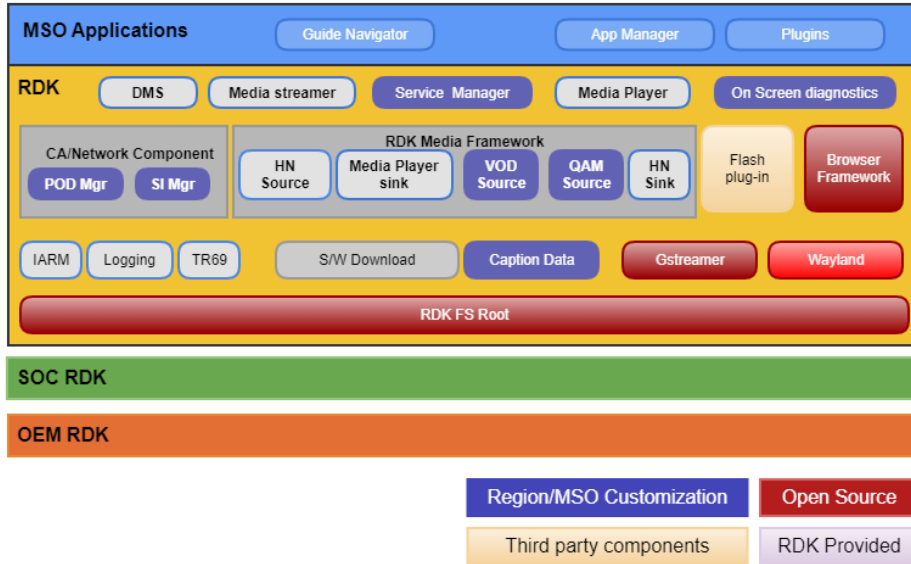 MSO Applications
Guide Navigator
App Manager
Plugins
RDK
DMS
Media streamer
Service Manager
Media Player
On Screen diagnostics
CA/Network Component
POD Mgr
SI Mgr
RDK Media Framework
HN
Source
Media Player
sink
VOD
Source
QAM
Source
HN
Sink
Flash
plug-in
Browser
Framework
IARM
Logging
TR69
S/W Download
Caption Data
Gstreamer
Wayland
RDK FS Root
SOC RDK
OEM RDK
Region/MSO Customization
Open Source
Third party components
RDK Provided